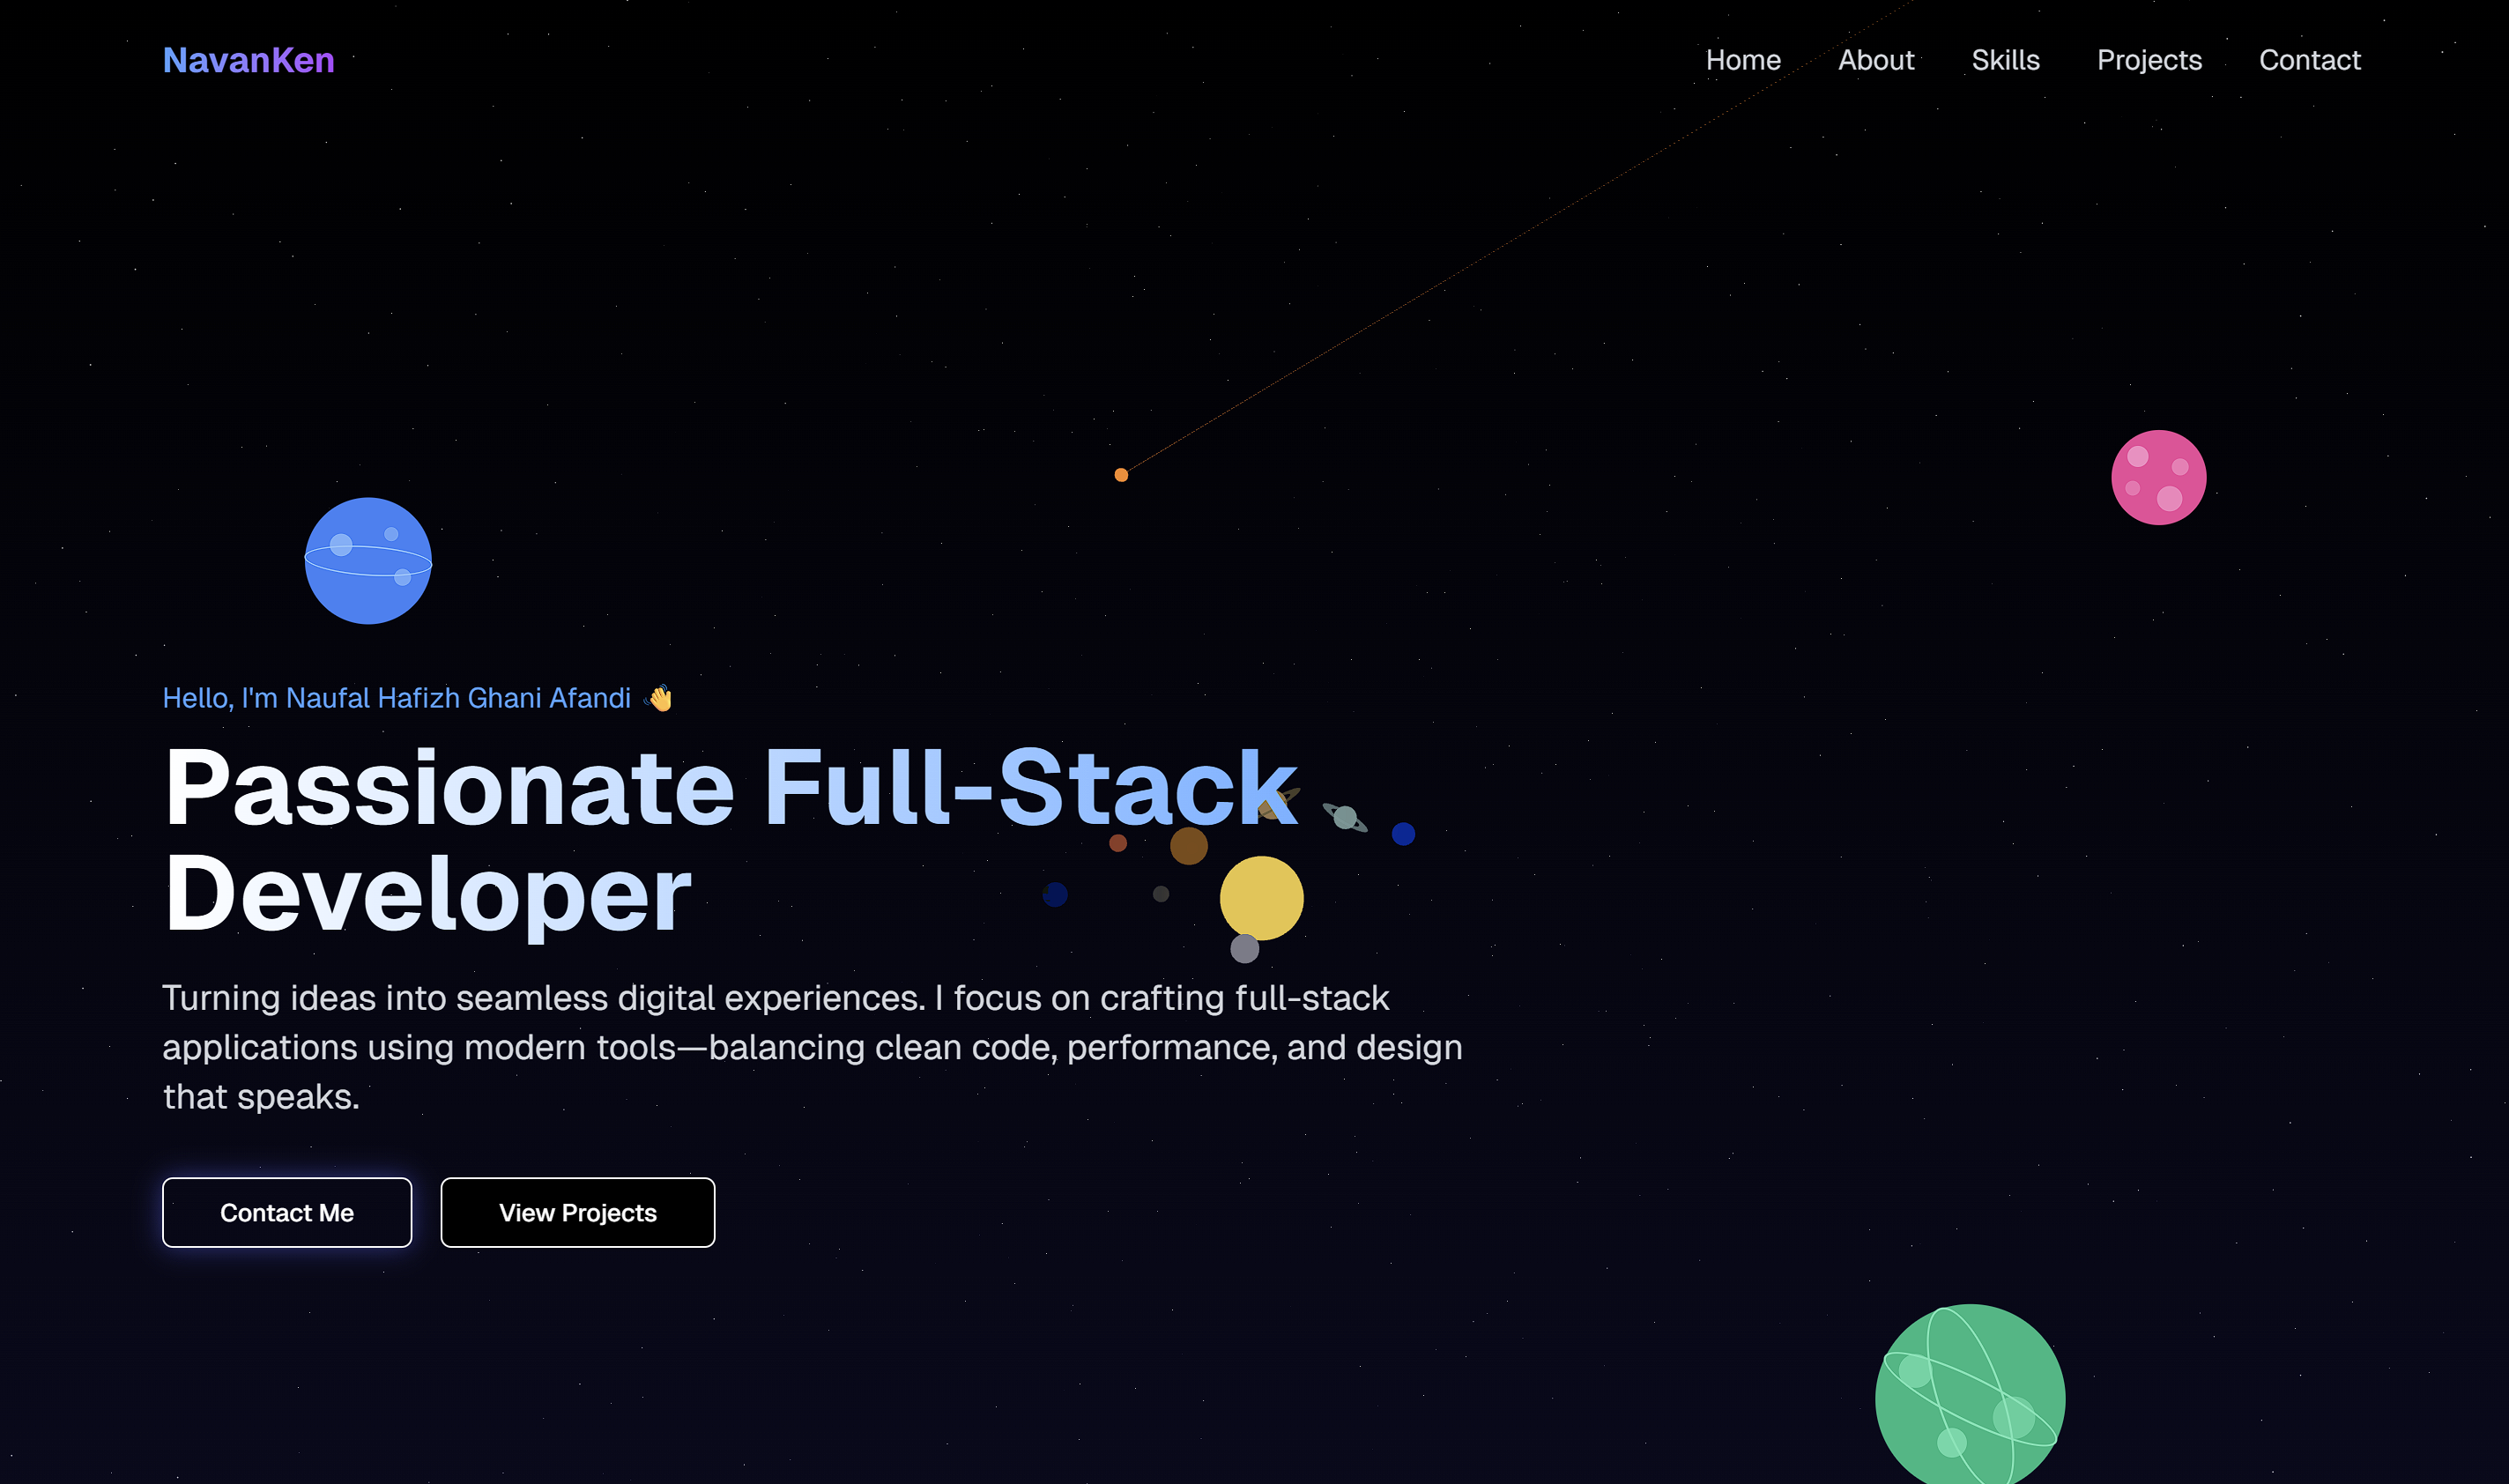 NavanKen
Home About Skills Projects Contact
Hello, I'm Naufal Hafizh Ghani Afandi 👋
Passionate Full-Stack
Developer
Turning ideas into seamless digital experiences. I focus on crafting full-stack
applications using modern tools—balancing clean code, performance, and design
that speaks.
Contact Me View Projects